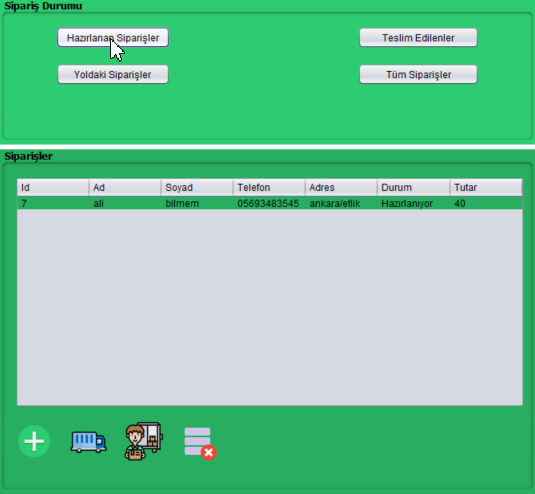 Sipariş Durumu
Hazırlanan Siparişler
Teslim Edilenler
Yoldaki Siparişler
Tüm Siparişler
Siparişler
Id Ad Soyad Telefon Adres Durum Tutar
7 ali bilmem 05693483545 ankara/etlik Hazırlanıyor 40